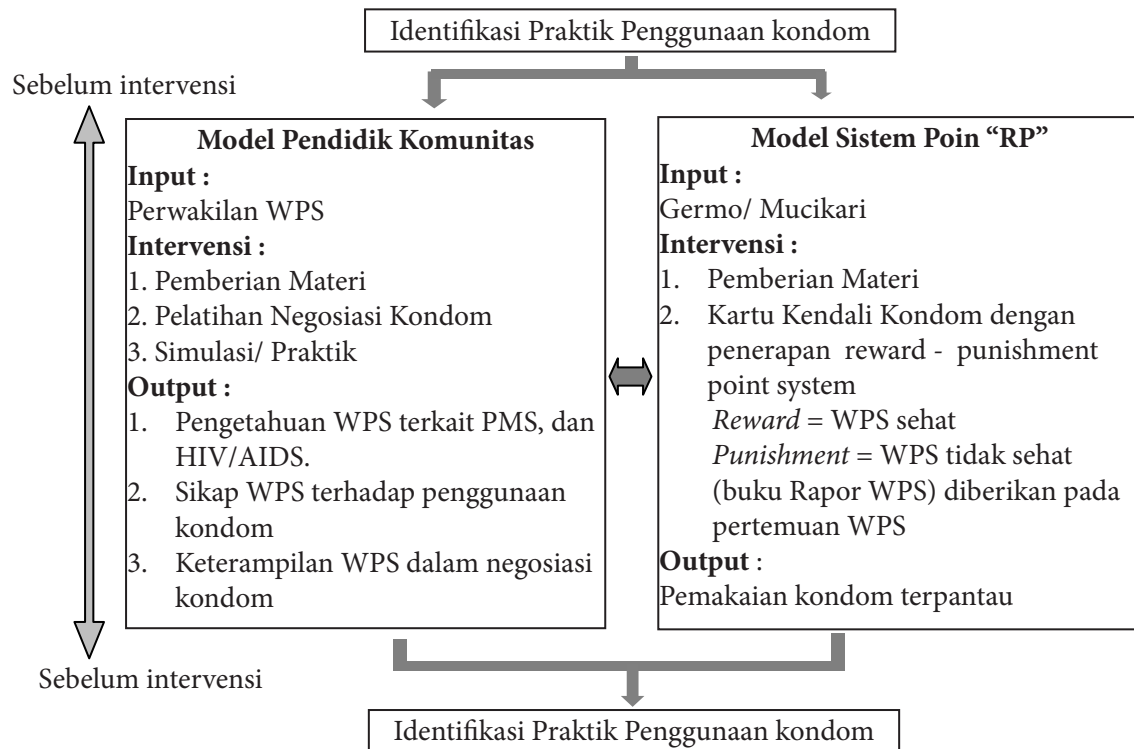 Identifikasi Praktik Penggunaan kondom
Sebelum intervensi
Model Pendidik Komunitas
Input :
Perwakilan WPS
Intervensi :
1. Pemberian Materi
2. Pelatihan Negosiasi Kondom
3. Simulasi/ Praktik
Output :
1. Pengetahuan WPS terkait PMS, dan
HIV/AIDS.
2. Sikap WPS terhadap penggunaan
kondom
3. Keterampilan WPS dalam negosiasi
kondom
Model Sistem Poin “RP”
Input :
Germo/ Mucikari
Intervensi :
1. Pemberian Materi
2. Kartu Kendali Kondom dengan
penerapan reward - punishment
point system
Reward = WPS sehat
Punishment = WPS tidak sehat
(buku Rapor WPS) diberikan pada
pertemuan WPS
Output :
Pemakaian kondom terpantau
Sebelum intervensi
Identifikasi Praktik Penggunaan kondom